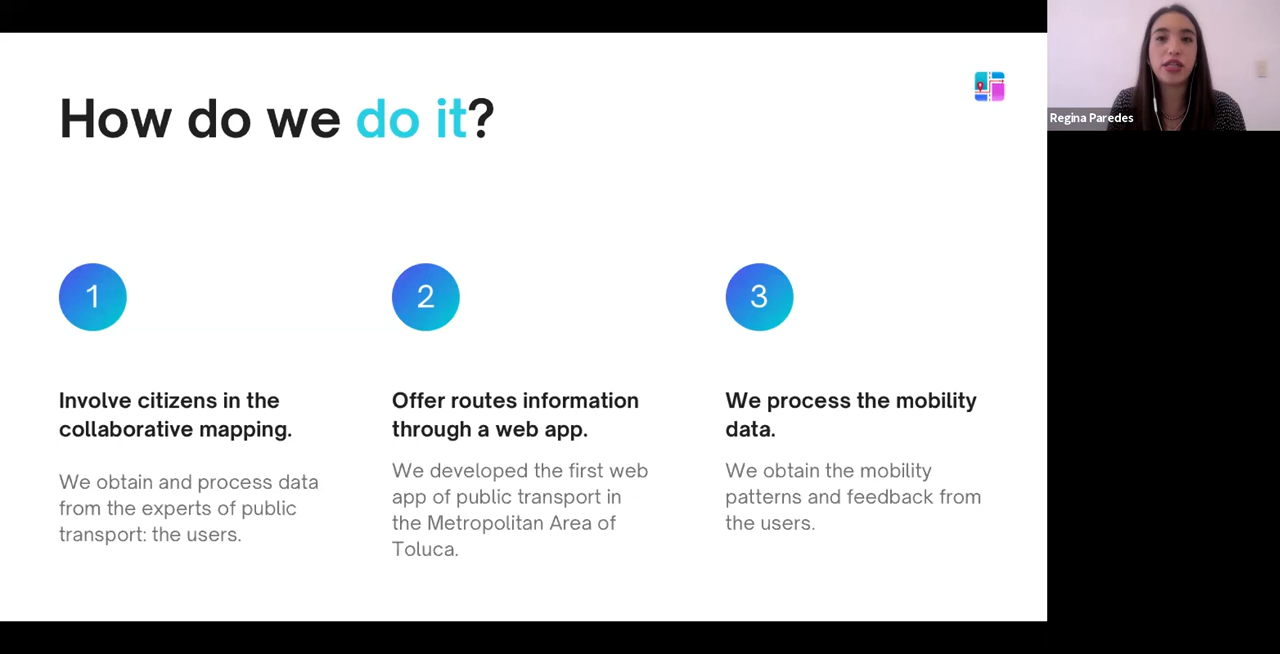 How do we do it?
Regina Paredes
1
2
3
Involve citizens in the
collaborative mapping.
We obtain and process data
from the experts of public
transport: the users.
Offer routes information
through a web app.
We developed the first web
app of public transport in
the Metropolitan Area of
Toluca.
We process the mobility
data.
We obtain the mobility
patterns and feedback from
the users.